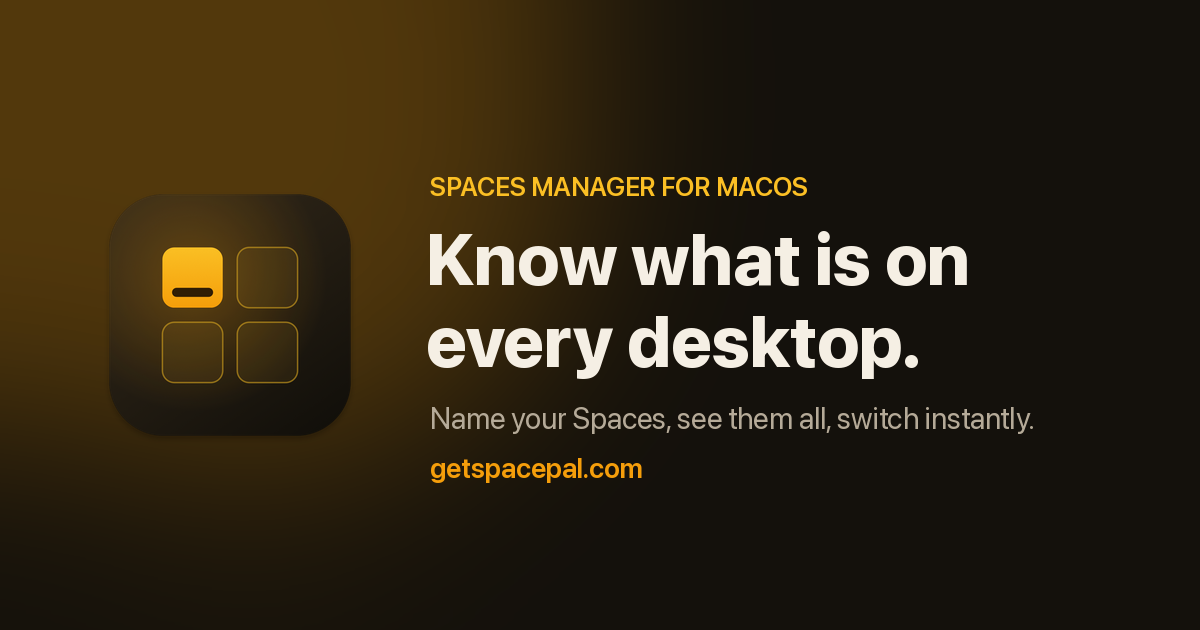 SPACES MANAGER FOR MACOS
Know what is on
every desktop.
Name your Spaces, see them all, switch instantly.
getspacepal.com